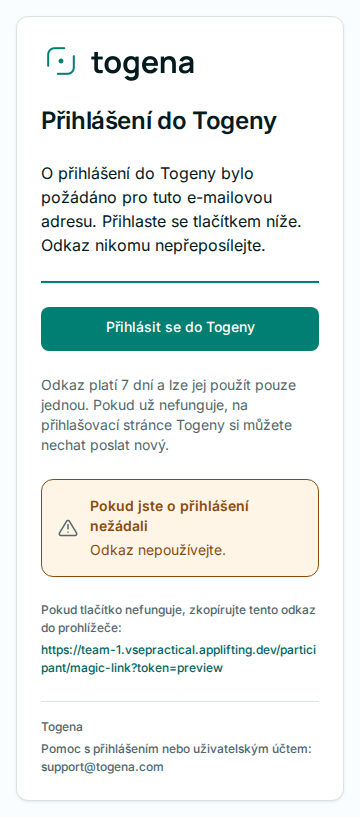 togena
Přihlášení do Togeny
O přihlášení do Togeny bylo
požádáno pro tuto e-mailovou
adresu. Přihlaste se tlačítkem níže.
Odkaz nikomu nepřeposílejte.
Přihlásit se do Togeny
Odkaz platí 7 dní a lze jej použít pouze
jednou. Pokud už nefunguje, na
přihlašovací stránce Togeny si můžete
nechat poslat nový.
Pokud jste o přihlášení
nežádali
Odkaz nepoužívejte.
Pokud tlačítko nefunguje, zkopírujte tento odkaz
do prohlížeče:
https://team-1.vsepractical.applifting.dev/partici
pant/magic-link?token=preview
Togena
Pomoc s přihlášením nebo uživatelským účtem:
support@togena.com